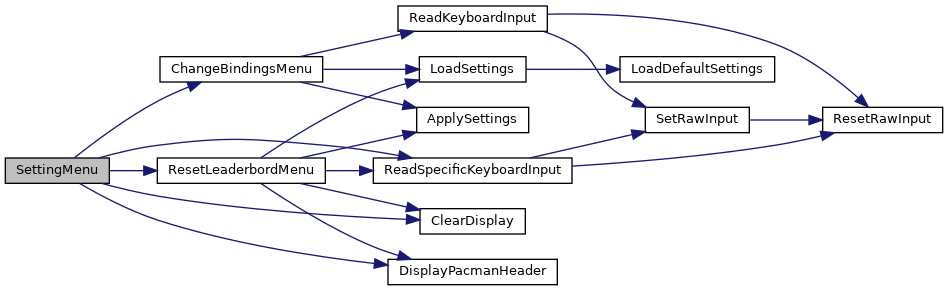 ReadKeyboardInput
ChangeBindingsMenu
LoadSettings
LoadDefaultSettings
ApplySettings
SetRawInput
ResetRawInput
SettingMenu
ResetLeaderbordMenu
ReadSpecificKeyboardInput
ClearDisplay
DisplayPacmanHeader